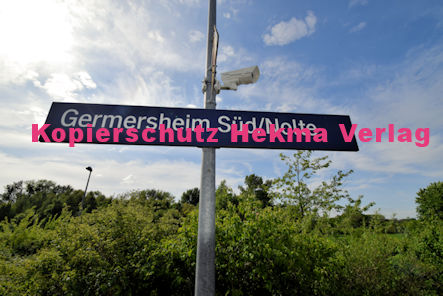 Germersheim Süd/Nolte
Kopierschutz Hekma Verlag